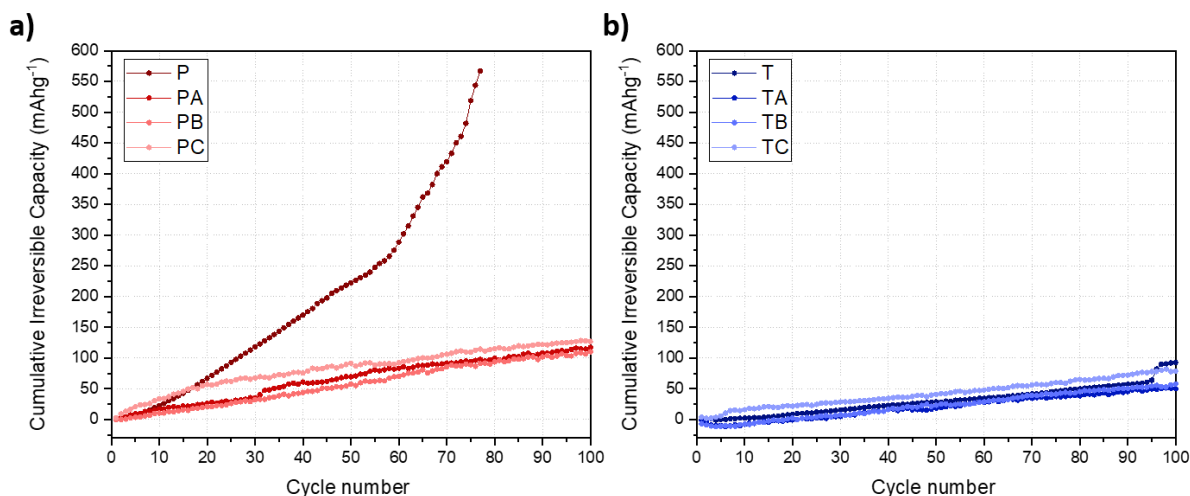 a)
Cumulative Irreversible Capacity (mAhg⁻¹)
600
550
500
450
400
350
300
250
200
150
100
50
0
P
PA
PB
PC
0 10 20 30 40 50 60 70 80 90 100
Cycle number
b)
Cumulative Irreversible Capacity (mAhg⁻¹)
600
550
500
450
400
350
300
250
200
150
100
50
0
T
TA
TB
TC
0 10 20 30 40 50 60 70 80 90 100
Cycle number